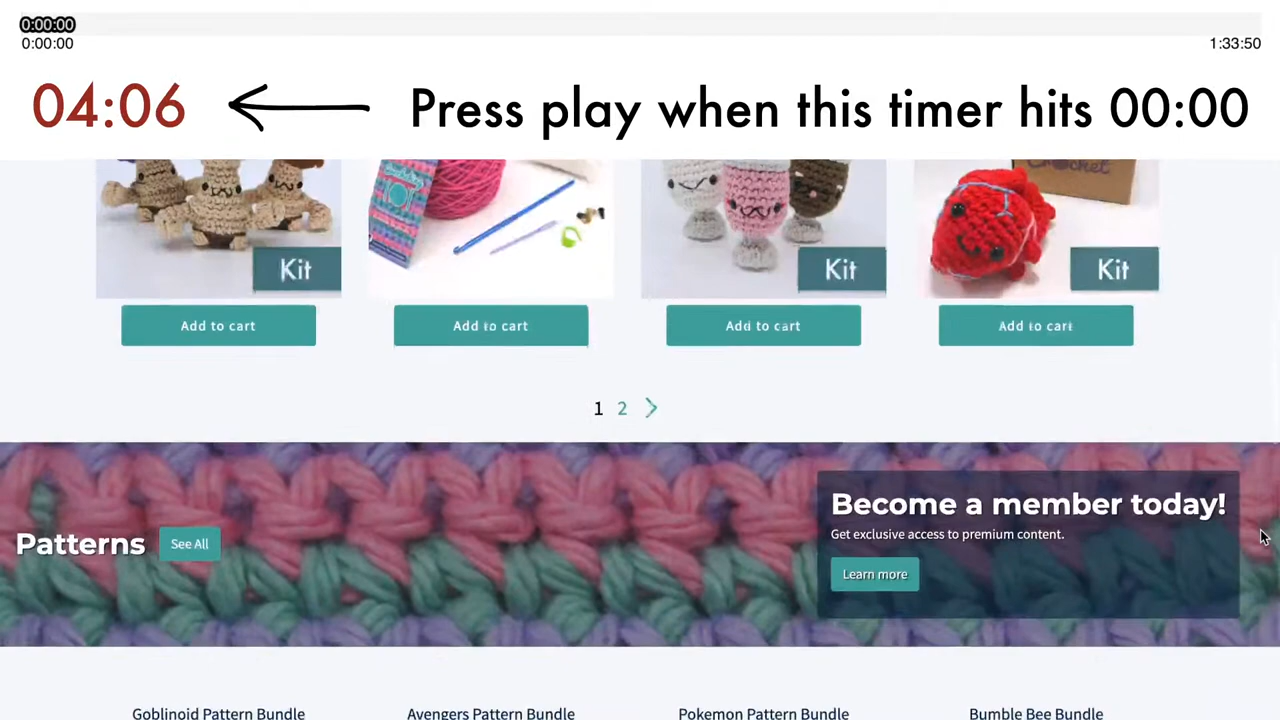 0:00:00
0:00:00
1:33:50
04:06
Press play when this timer hits 00:00
Crochet
Kit
Kit
Kit
Add to cart
Add to cart
Add to cart
Add to cart
1 2
Become a member today!
Get exclusive access to premium content.
Patterns
See All
Learn more
Goblinoid Pattern Bundle
Avengers Pattern Bundle
Pokemon Pattern Bundle
Bumble Bee Bundle